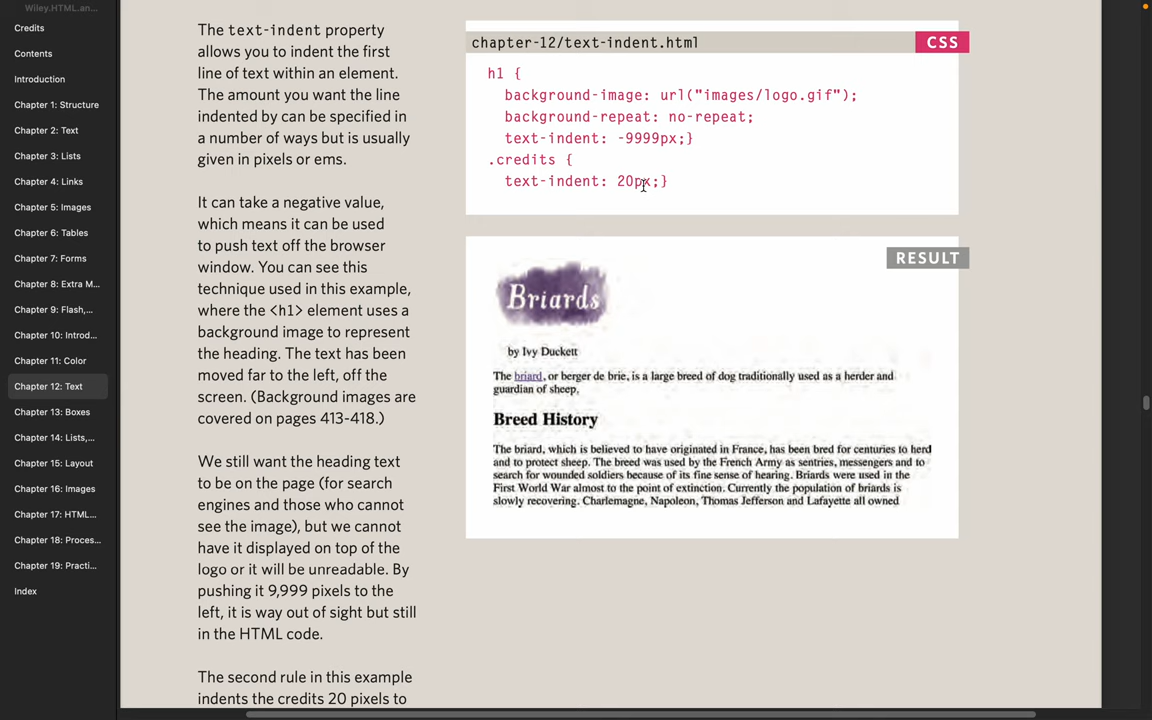 Wiley.HTML.an...
Credits
Contents
Introduction
Chapter 1: Structure
Chapter 2: Text
Chapter 3: Lists
Chapter 4: Links
Chapter 5: Images
Chapter 6: Tables
Chapter 7: Forms
Chapter 8: Extra M...
Chapter 9: Flash,...
Chapter 10: Introd...
Chapter 11: Color
Chapter 12: Text
Chapter 13: Boxes
Chapter 14: Lists,...
Chapter 15: Layout
Chapter 16: Images
Chapter 17: HTML...
Chapter 18: Proces...
Chapter 19: Practi...
Index
The text-indent property
allows you to indent the first
line of text within an element.
The amount you want the line
indented by can be specified in
a number of ways but is usually
given in pixels or ems.
It can take a negative value,
which means it can be used
to push text off the browser
window. You can see this
technique used in this example,
where the <h1> element uses a
background image to represent
the heading. The text has been
moved far to the left, off the
screen. (Background images are
covered on pages 413-418.)
We still want the heading text
to be on the page (for search
engines and those who cannot
see the image), but we cannot
have it displayed on top of the
logo or it will be unreadable. By
pushing it 9,999 pixels to the
left, it is way out of sight but still
in the HTML code.
The second rule in this example
indents the credits 20 pixels to
chapter-12/text-indent.html
CSS
h1 {
background-image: url("images/logo.gif");
background-repeat: no-repeat;
text-indent: -9999px;}
.credits {
text-indent: 20px;}
RESULT
Briards
by Ivy Duckett
The briard, or berger de brie, is a large breed of dog traditionally used as a herder and
guardian of sheep.
Breed History
The briard, which is believed to have originated in France, has been bred for centuries to herd
and to protect sheep. The breed was used by the French Army as sentries, messengers and to
search for wounded soldiers because of its fine sense of hearing. Briards were used in the
First World War almost to the point of extinction. Currently the population of briards is
slowly recovering. Charlemagne, Napoleon, Thomas Jefferson and Lafayette all owned